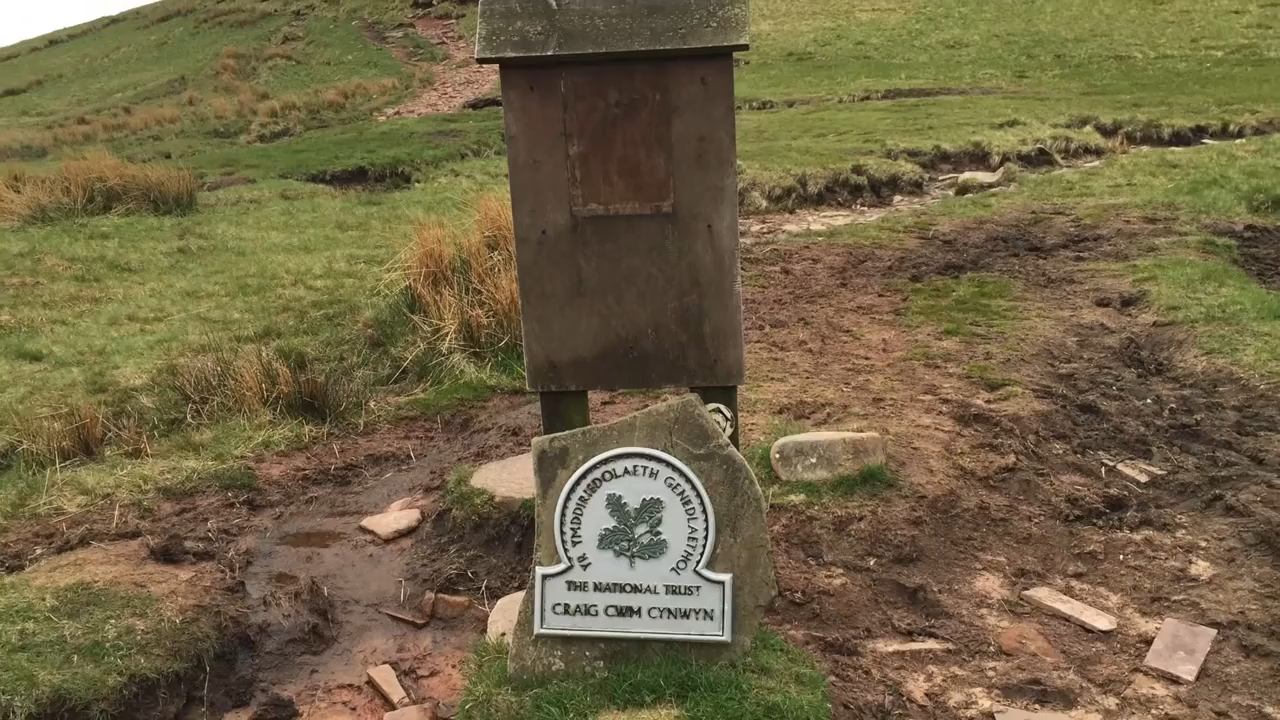 YR YMDDIRIEDOLAETH GENEDLAETHOL
THE NATIONAL TRUST
CRAIG CWM CYNWYN